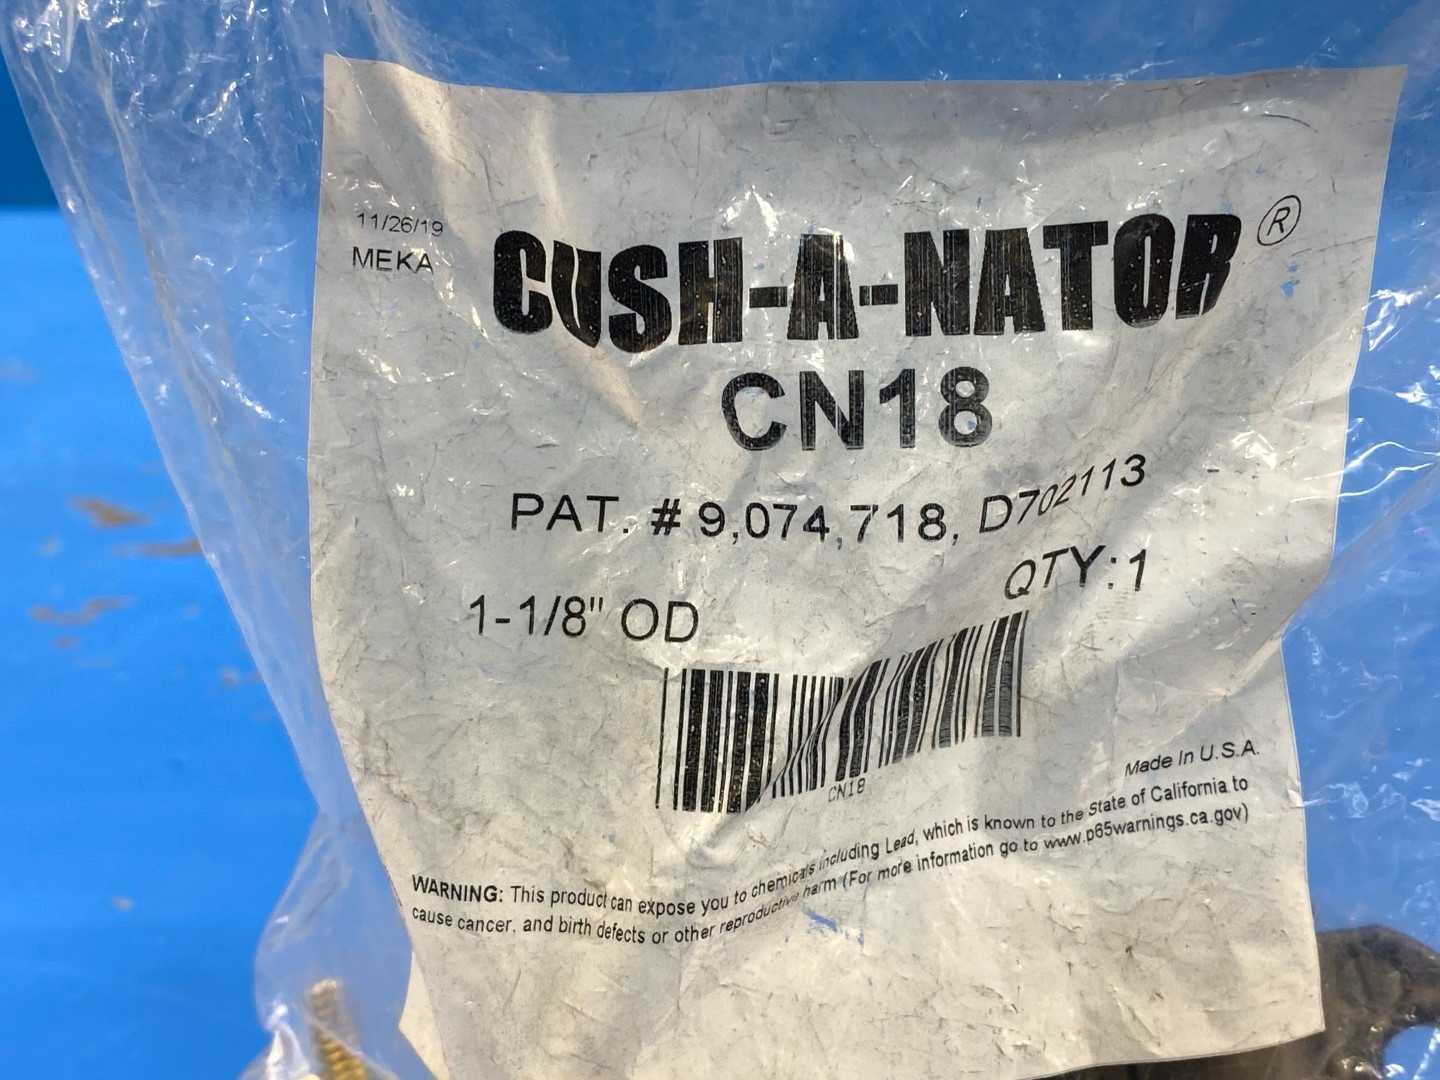 11/26/19
MEKA
CUSH-A-NATOR®
CN18
PAT. # 9,074,718, D702113
QTY:1
1-1/8" OD
CN18
Made In U.S.A.
WARNING: This product can expose you to chemicals including Lead, which is known to the State of California to
cause cancer, and birth defects or other reproductive harm (For more information go to www.p65warnings.ca.gov)